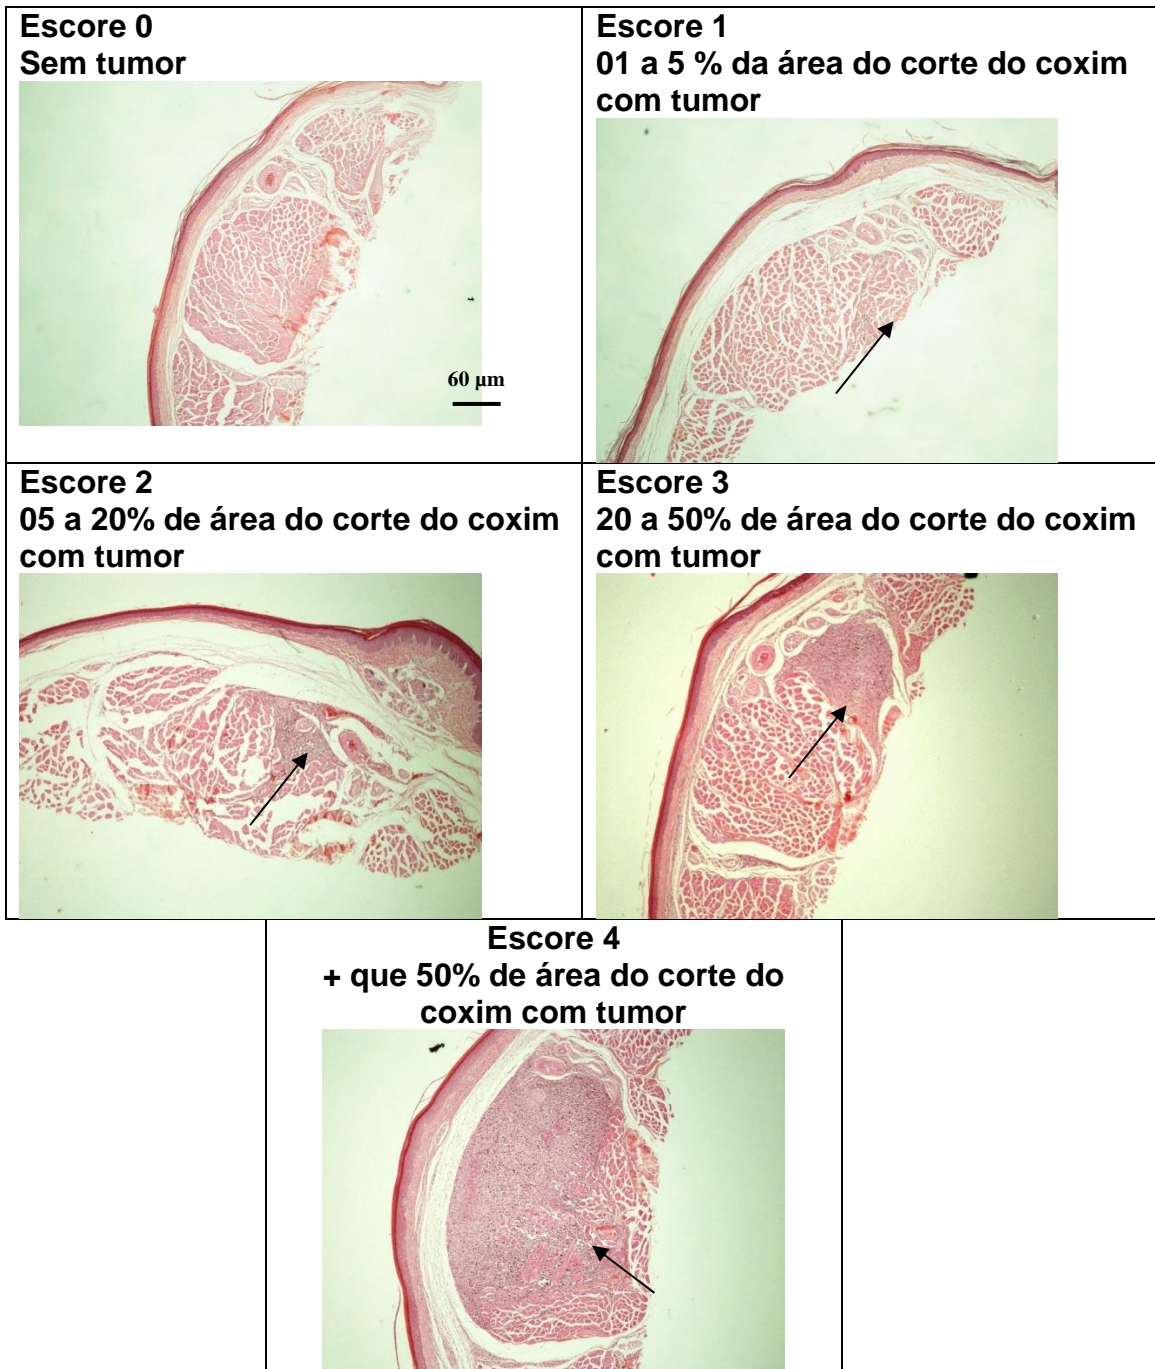 Escore 0
Sem tumor
60 µm
Escore 1
01 a 5 % da área do corte do coxim
com tumor
Escore 2
05 a 20% de área do corte do coxim
com tumor
Escore 3
20 a 50% de área do corte do coxim
com tumor
Escore 4
+ que 50% de área do corte do
coxim com tumor